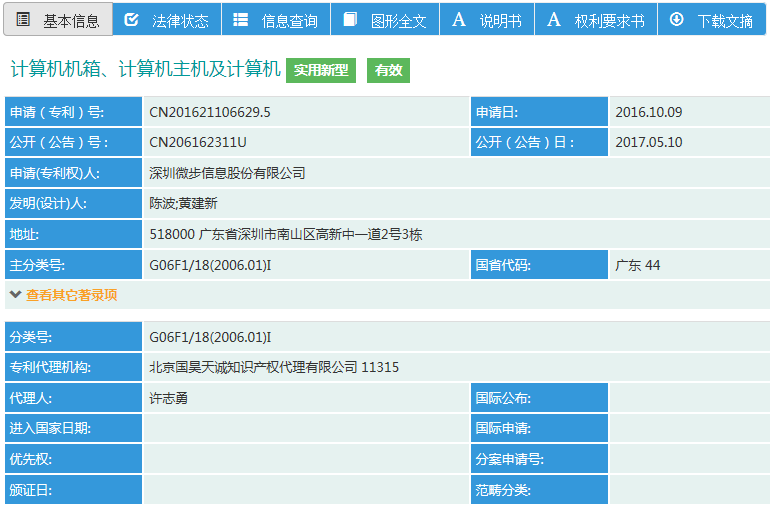 基本信息 法律状态 信息查询 图形全文 说明书 权利要求书 下载文摘
计算机机箱、计算机主机及计算机 实用新型 有效
申请（专利）号: CN201621106629.5 申请日: 2016.10.09
公开（公告）号: CN206162311U 公开（公告）日: 2017.05.10
申请(专利权)人: 深圳微步信息股份有限公司
发明(设计)人: 陈波;黄建新
地址: 518000 广东省深圳市南山区高新中一道2号3栋
主分类号: G06F1/18(2006.01)I 国省代码: 广东 44
查看其它著录项
分类号: G06F1/18(2006.01)I
专利代理机构: 北京国昊天诚知识产权代理有限公司 11315
代理人: 许志勇 国际公布:
进入国家日期: 国际申请:
优先权: 分案申请号:
颁证日: 范畴分类: